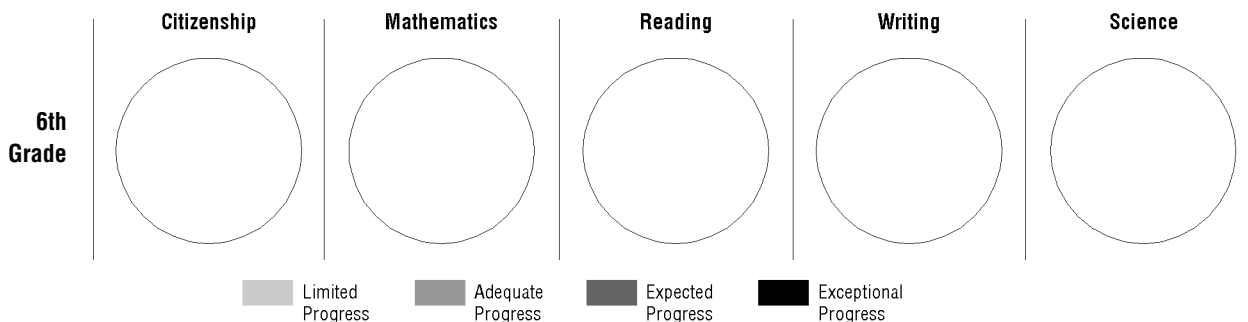 Citizenship Mathematics Reading Writing Science
6th
Grade
Limited Adequate Expected Exceptional
Progress Progress Progress Progress